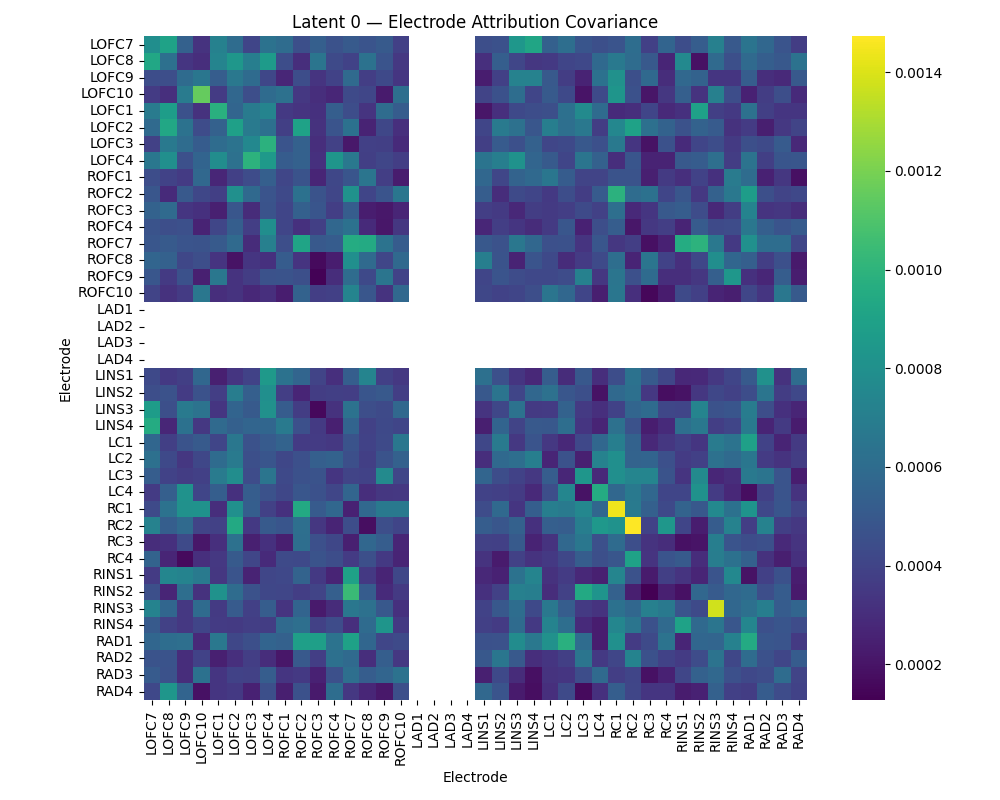 Latent 0 — Electrode Attribution Covariance
LOFC7
LOFC8
LOFC9
LOFC10
LOFC1
LOFC2
LOFC3
LOFC4
ROFC1
ROFC2
ROFC3
ROFC4
ROFC7
ROFC8
ROFC9
ROFC10
LAD1
LAD2
LAD3
LAD4
LINS1
LINS2
LINS3
LINS4
LC1
LC2
LC3
LC4
RC1
RC2
RC3
RC4
RINS1
RINS2
RINS3
RINS4
RAD1
RAD2
RAD3
RAD4
Electrode
LOFC7
LOFC8
LOFC9
LOFC10
LOFC1
LOFC2
LOFC3
LOFC4
ROFC1
ROFC2
ROFC3
ROFC4
ROFC7
ROFC8
ROFC9
ROFC10
LAD1
LAD2
LAD3
LAD4
LINS1
LINS2
LINS3
LINS4
LC1
LC2
LC3
LC4
RC1
RC2
RC3
RC4
RINS1
RINS2
RINS3
RINS4
RAD1
RAD2
RAD3
RAD4
Electrode
0.0014
0.0012
0.0010
0.0008
0.0006
0.0004
0.0002